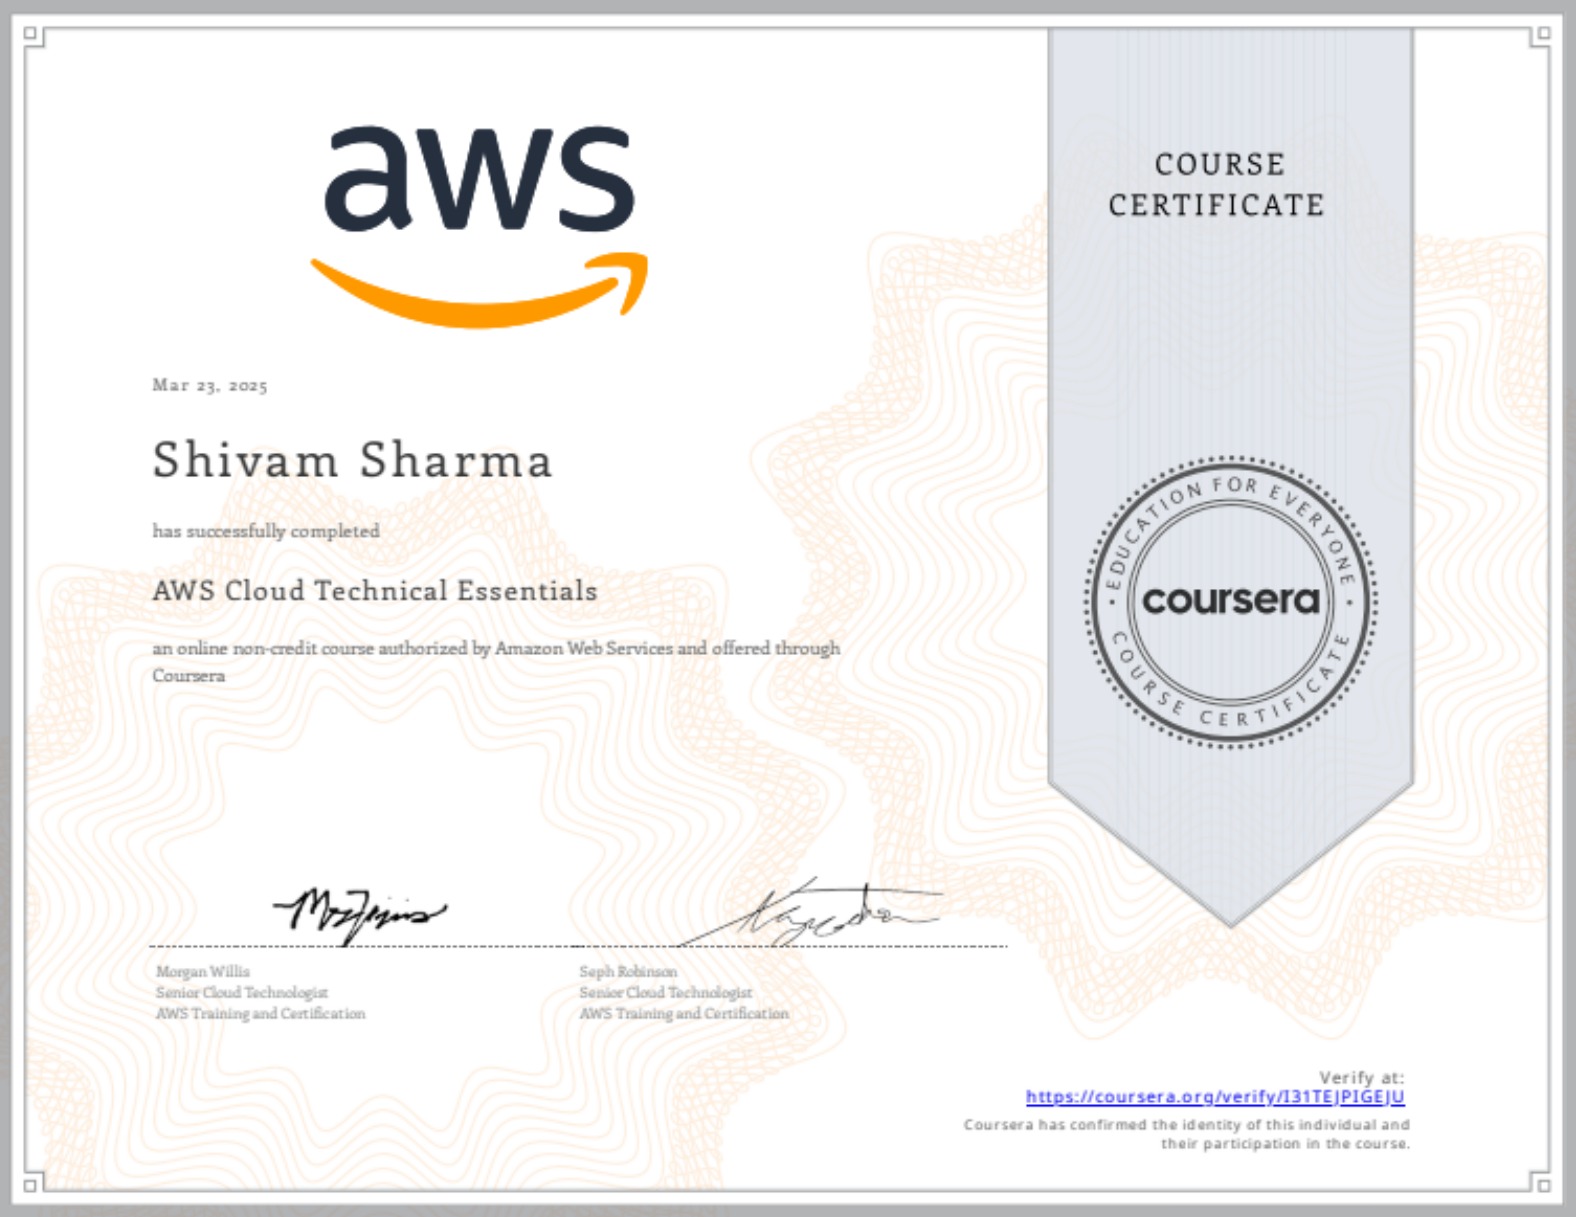 aws
COURSE
CERTIFICATE
Mar 23, 2025
Shivam Sharma
has successfully completed
AWS Cloud Technical Essentials
an online non-credit course authorized by Amazon Web Services and offered through
Coursera
EDUCATION FOR EVERYONE
coursera
COURSE CERTIFICATE
Morgan Willis
Senior Cloud Technologist
AWS Training and Certification
Seph Robinson
Senior Cloud Technologist
AWS Training and Certification
Verify at:
https://coursera.org/verify/I31TEJPIGEJU
Coursera has confirmed the identity of this individual and
their participation in the course.